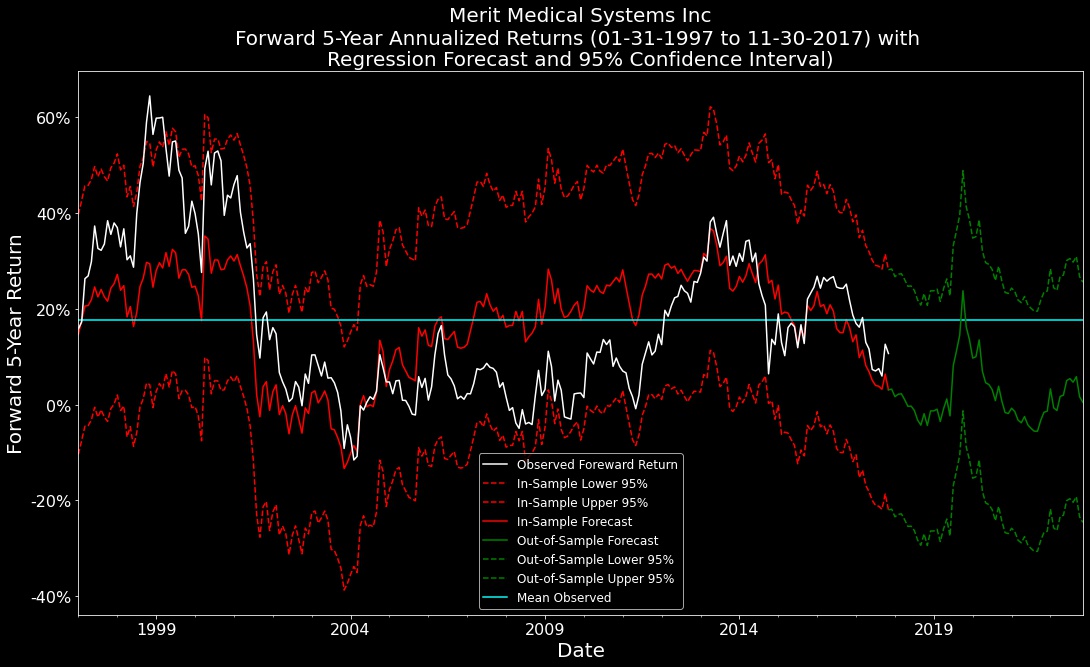 Merit Medical Systems Inc
Forward 5-Year Annualized Returns (01-31-1997 to 11-30-2017) with
Regression Forecast and 95% Confidence Interval)
Forward 5-Year Return
60%
40%
20%
0%
-20%
-40%
Observed Foreward Return
In-Sample Lower 95%
In-Sample Upper 95%
In-Sample Forecast
Out-of-Sample Forecast
Out-of-Sample Lower 95%
Out-of-Sample Upper 95%
Mean Observed
1999 2004 2009 2014 2019
Date